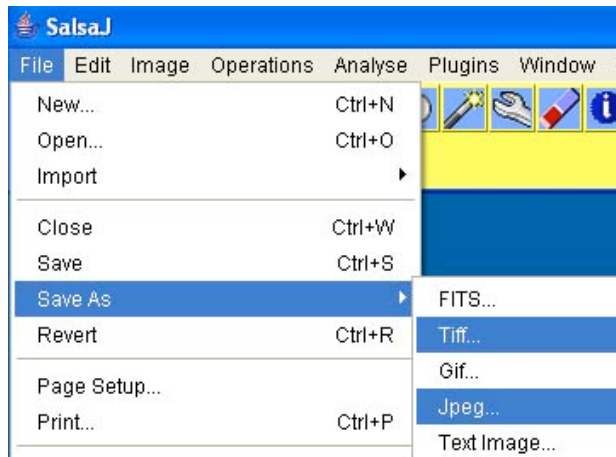 SalsaJ
File Edit Image Operations Analyse Plugins Window
New... Ctrl+N
Open... Ctrl+O
Import
Close Ctrl+W
Save Ctrl+S
Save As
FITS...
Revert Ctrl+R
Tiff...
Gif...
Page Setup...
Jpeg...
Print... Ctrl+P
Text Image...